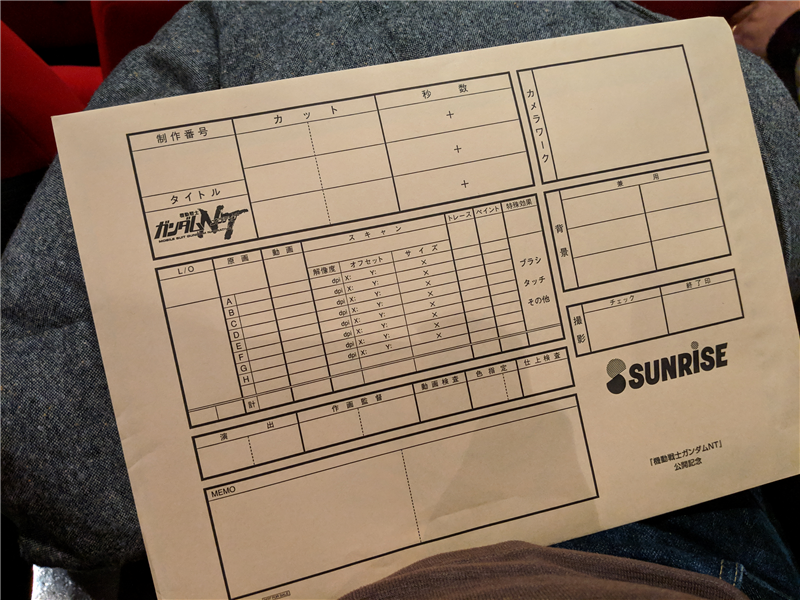 制作番号
カット
秒数
+
+
+
タイトル
機動戦士
ガンダムNT
MOBILE SUIT GUNDAM
カメラワーク
L/O
原画
動画
スキャン
トレース
ペイント
特殊効果
解像度
オフセット
サイズ
A
B
C
D
E
F
G
H
dpi X: Y: ×
dpi X: Y: ×
dpi X: Y: ×
dpi X: Y: ×
dpi X: Y: ×
dpi X: Y: ×
dpi X: Y: ×
dpi X: Y: ×
ブラシ
タッチ
その他
計
背景
兼用
撮影
チェック
終了印
演出
作画監督
動画検査
色指定
仕上検査
MEMO
SUNRISE
「機動戦士ガンダムNT」
公開記念